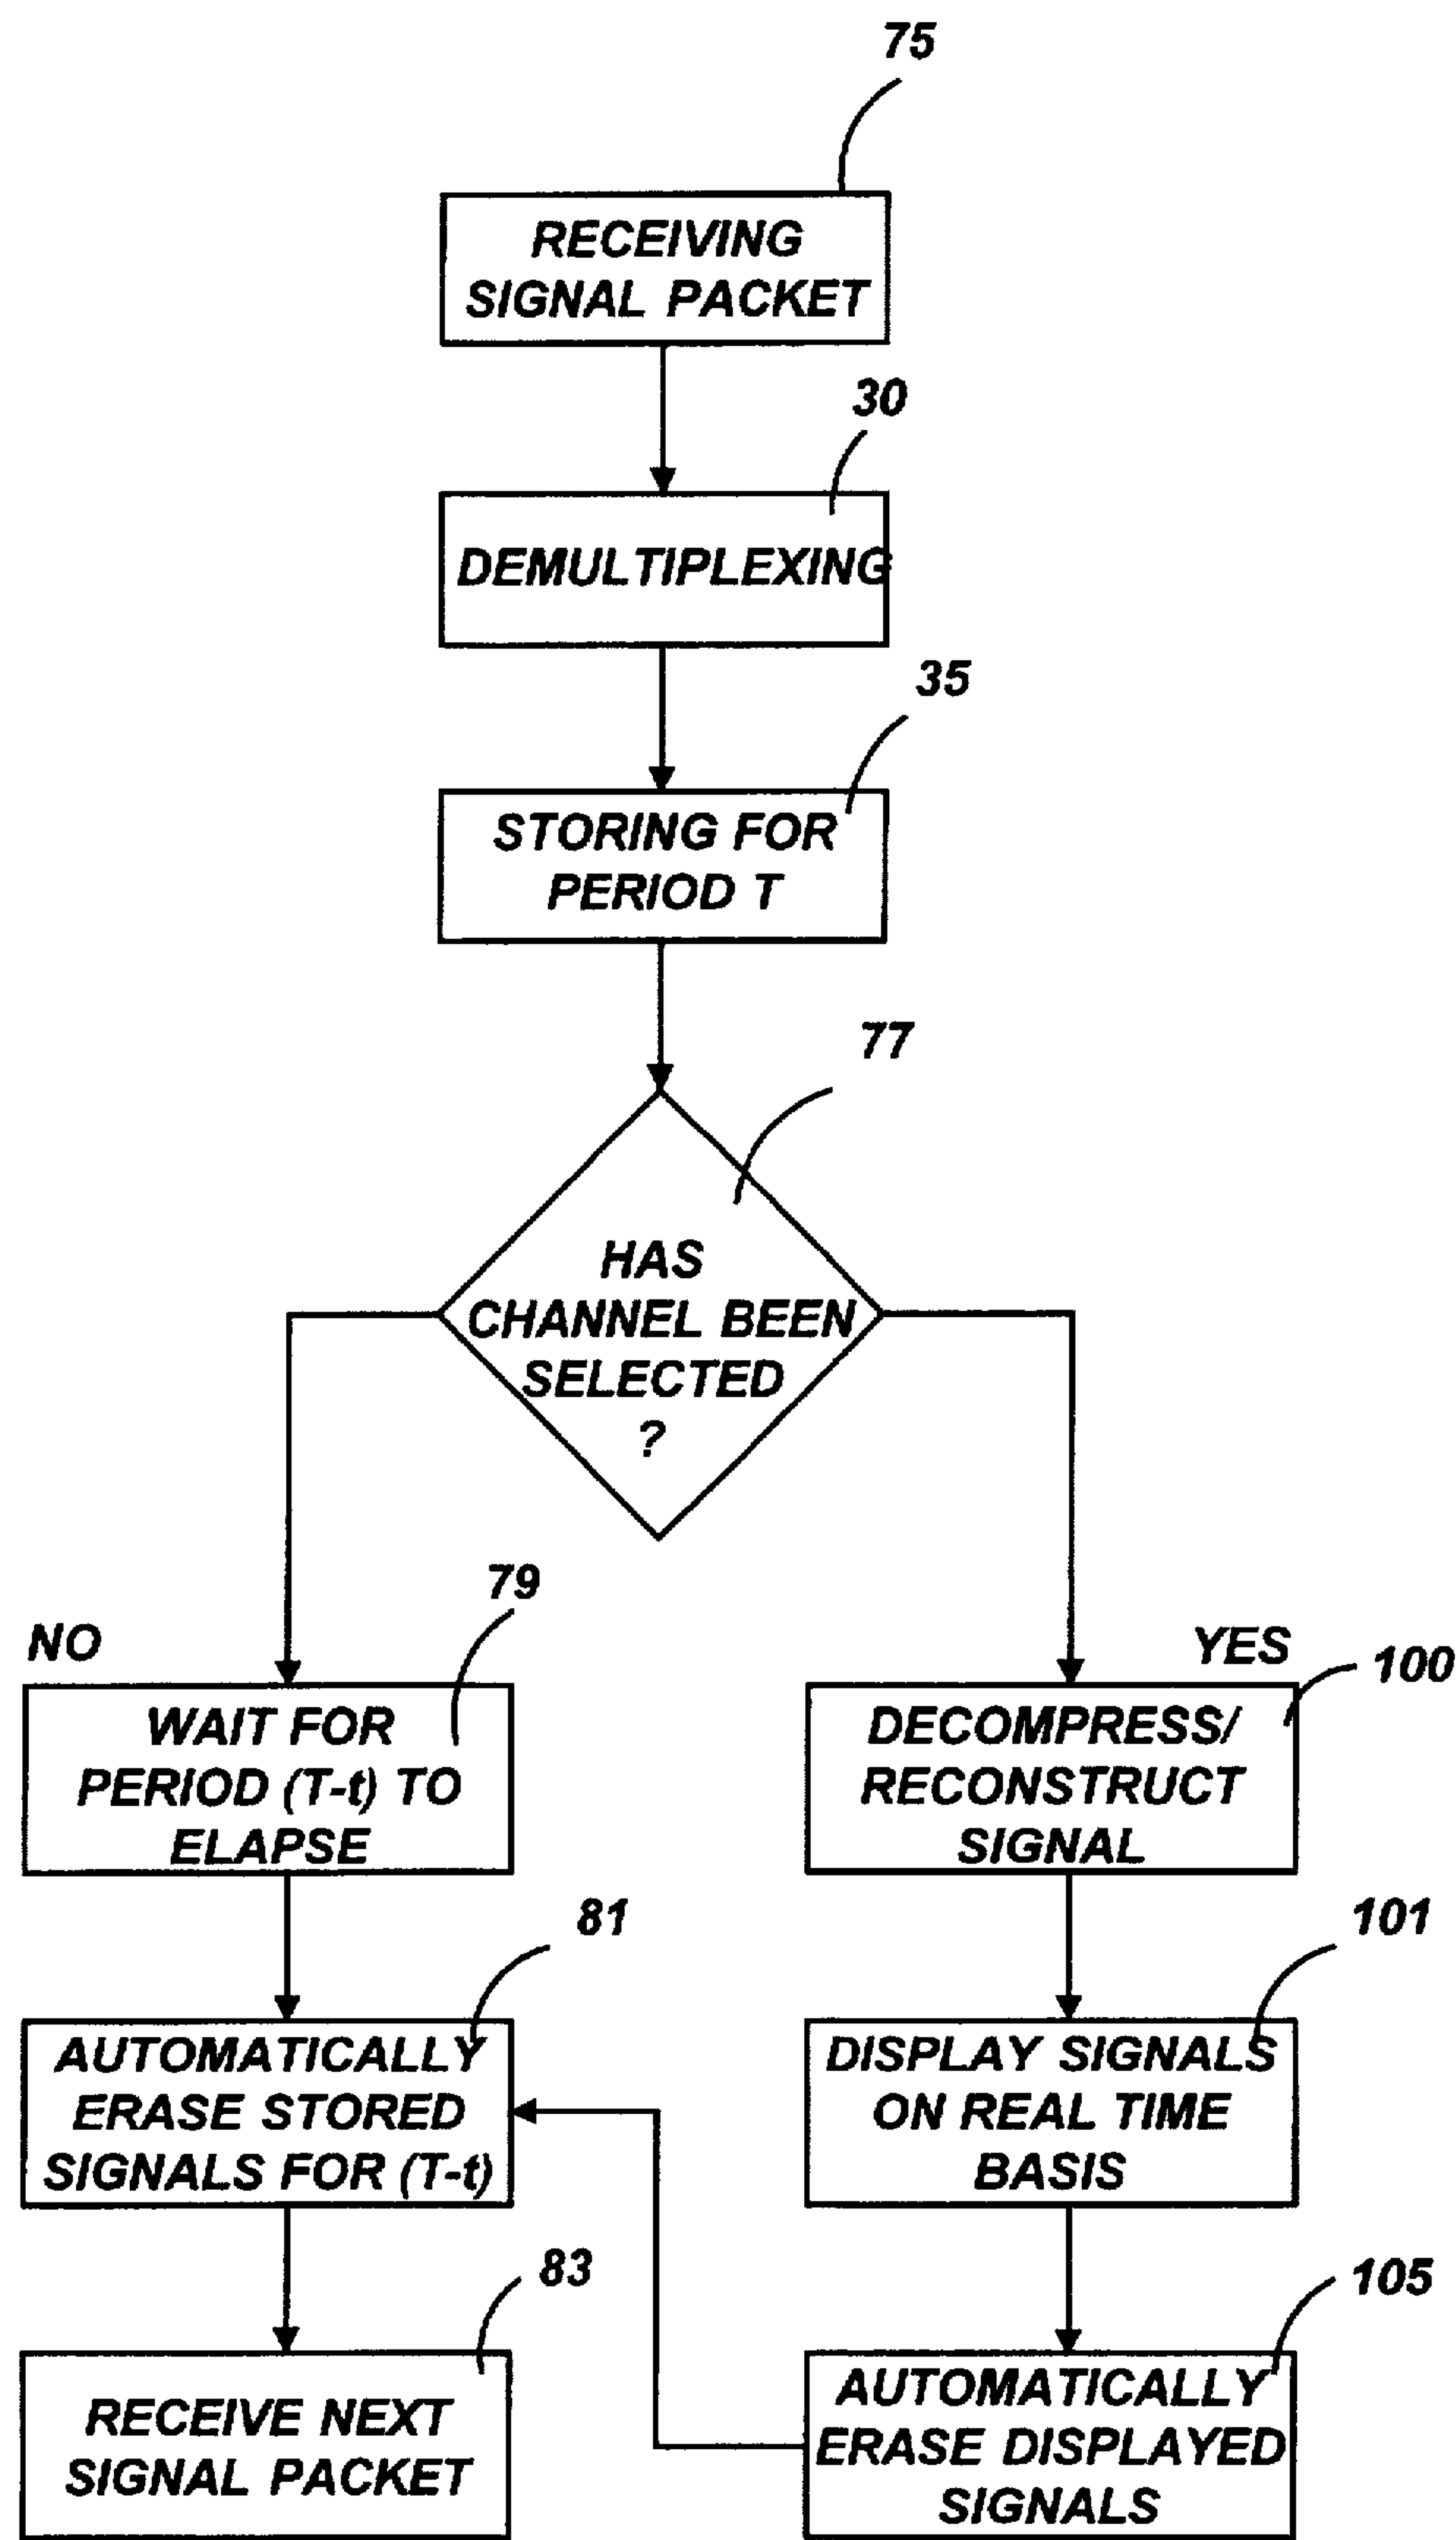 75
RECEIVING
SIGNAL PACKET
30
DEMULTIPLEXING
35
STORING FOR
PERIOD T
77
HAS
CHANNEL BEEN
SELECTED
?
NO
79
WAIT FOR
PERIOD (T-t) TO
ELAPSE
YES
100
DECOMPRESS/
RECONSTRUCT
SIGNAL
81
AUTOMATICALLY
ERASE STORED
SIGNALS FOR (T-t)
101
DISPLAY SIGNALS
ON REAL TIME
BASIS
83
RECEIVE NEXT
SIGNAL PACKET
105
AUTOMATICALLY
ERASE DISPLAYED
SIGNALS